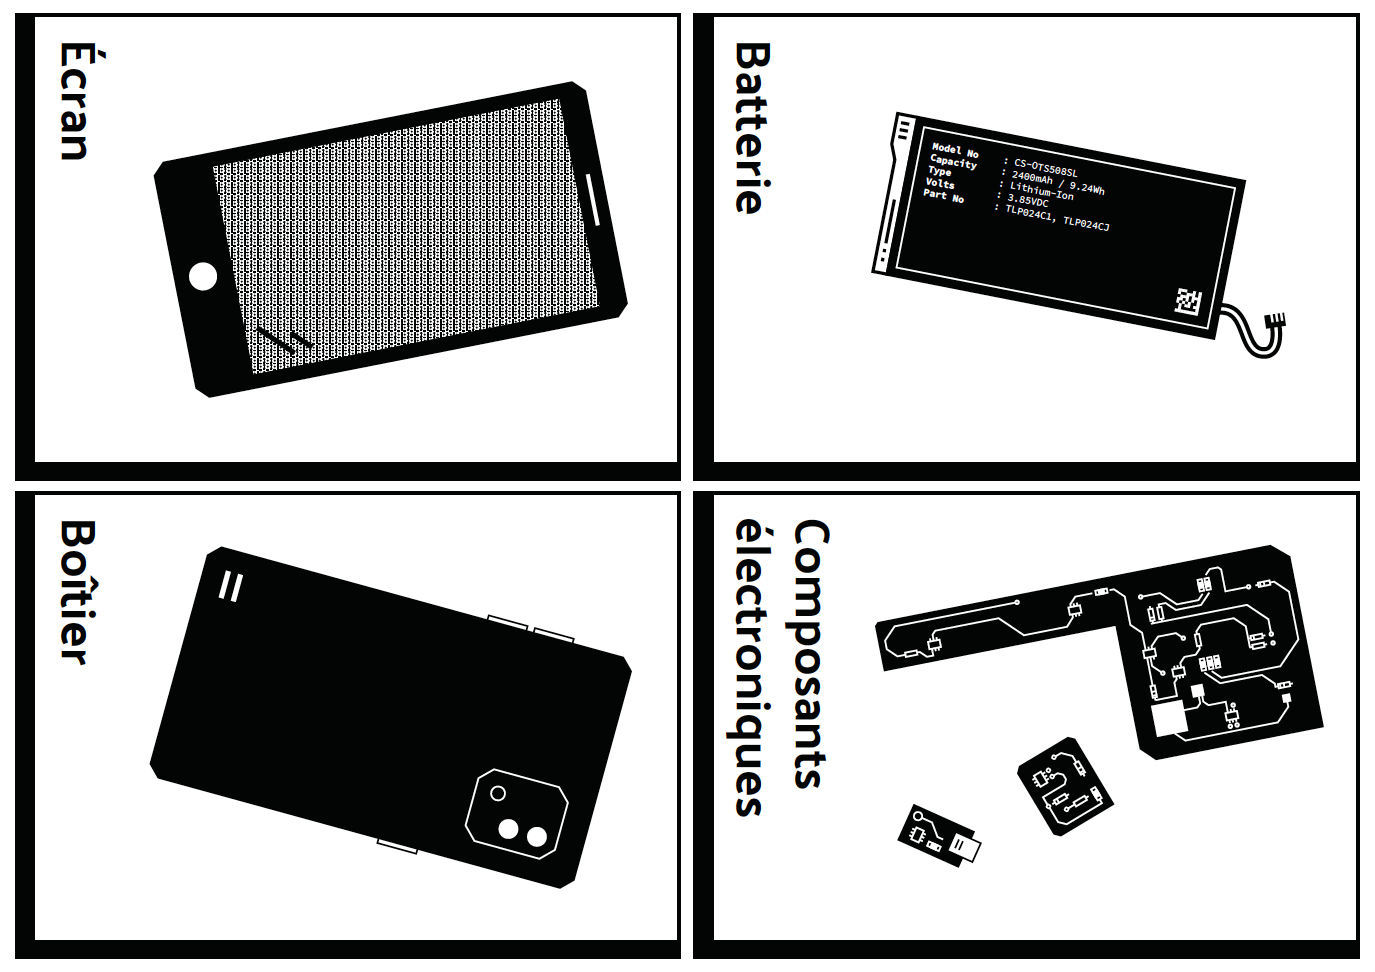 Écran
Batterie
Model No : CS-OTS508SL
Capacity : 2400mAh / 9.24Wh
Type : Lithium-Ion
Volts : 3.85VDC
Part No : TLP024C1, TLP024CJ
Boîtier
Composants
électroniques